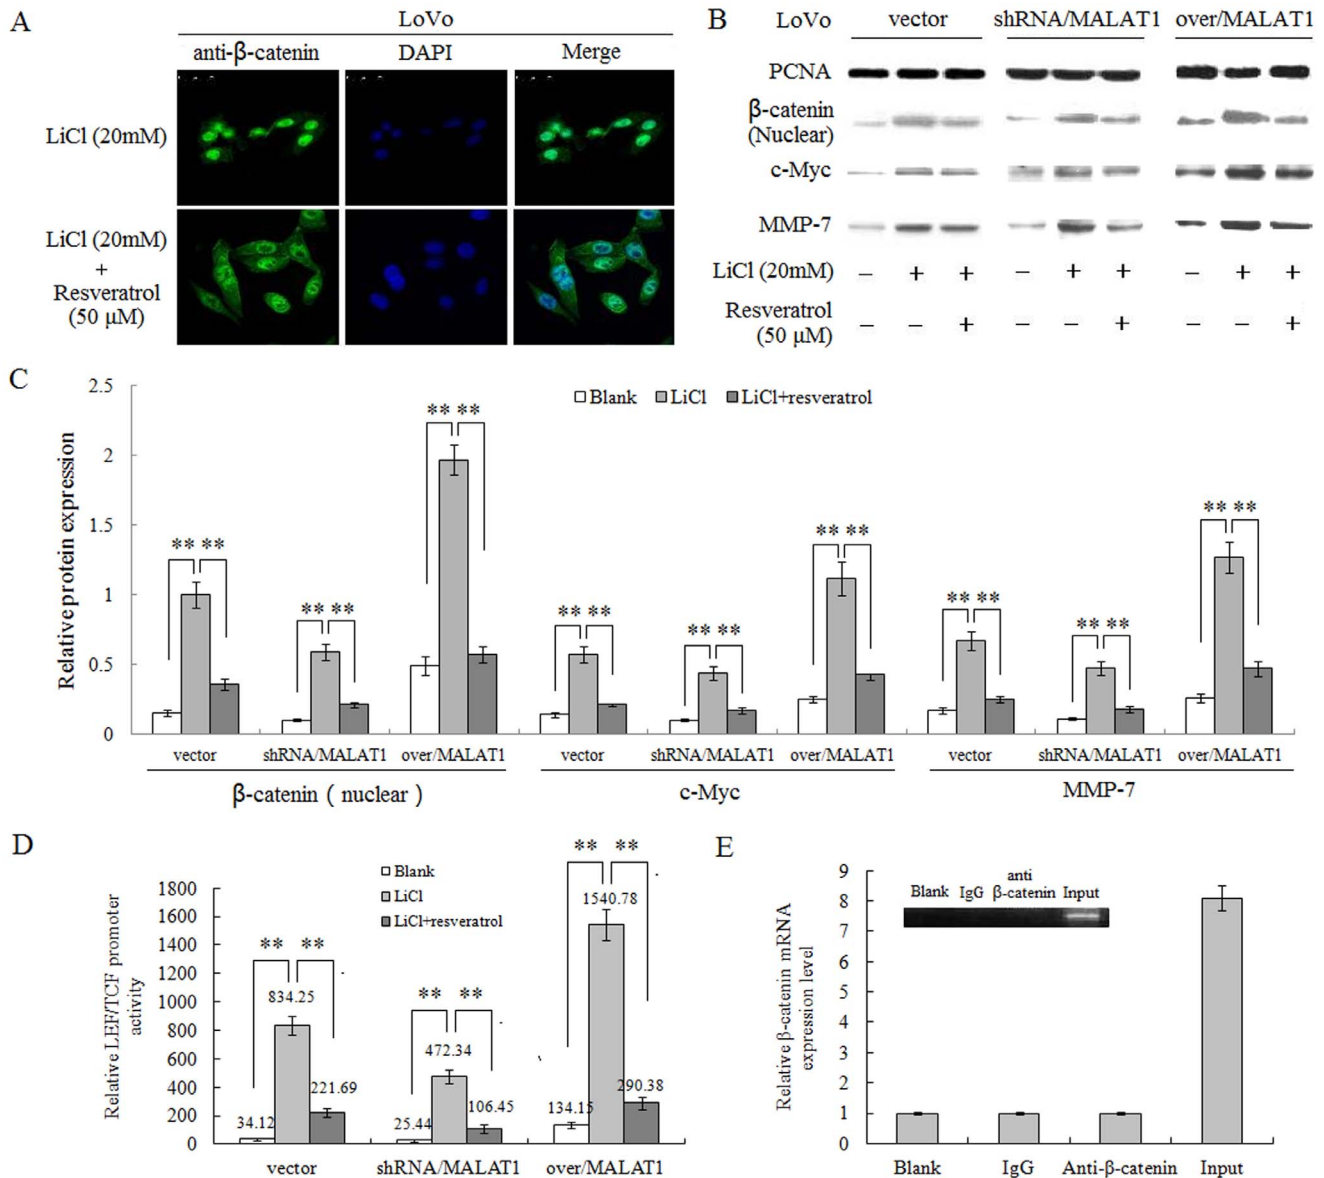 A
LoVo
anti-β-catenin DAPI Merge
LiCl (20mM)
LiCl (20mM)
+
Resveratrol
(50 μM)
B
LoVo vector shRNA/MALAT1 over/MALAT1
PCNA
β-catenin
(Nuclear)
c-Myc
MMP-7
LiCl (20mM) − + + − + + − + +
Resveratrol
(50 μM) − − + − − + − − +
C
Relative protein expression
2.5
2
1.5
1
0.5
0
Blank LiCl LiCl+resveratrol
** ** ** ** ** ** ** ** ** ** ** ** ** ** ** ** ** **
vector shRNA/MALAT1 over/MALAT1 vector shRNA/MALAT1 over/MALAT1 vector shRNA/MALAT1 over/MALAT1
β-catenin ( nuclear ) c-Myc MMP-7
D
Relative LEF/TCF promoter
activity
1800
1600
1400
1200
1000
800
600
400
200
0
Blank
LiCl
LiCl+resveratrol
** ** ** ** ** **
34.12 834.25 221.69
25.44 472.34 106.45
134.15 1540.78 290.38
vector shRNA/MALAT1 over/MALAT1
E
Relative β-catenin mRNA
expression level
9
8
7
6
5
4
3
2
1
0
Blank IgG anti
β-catenin Input
Blank IgG Anti-β-catenin Input